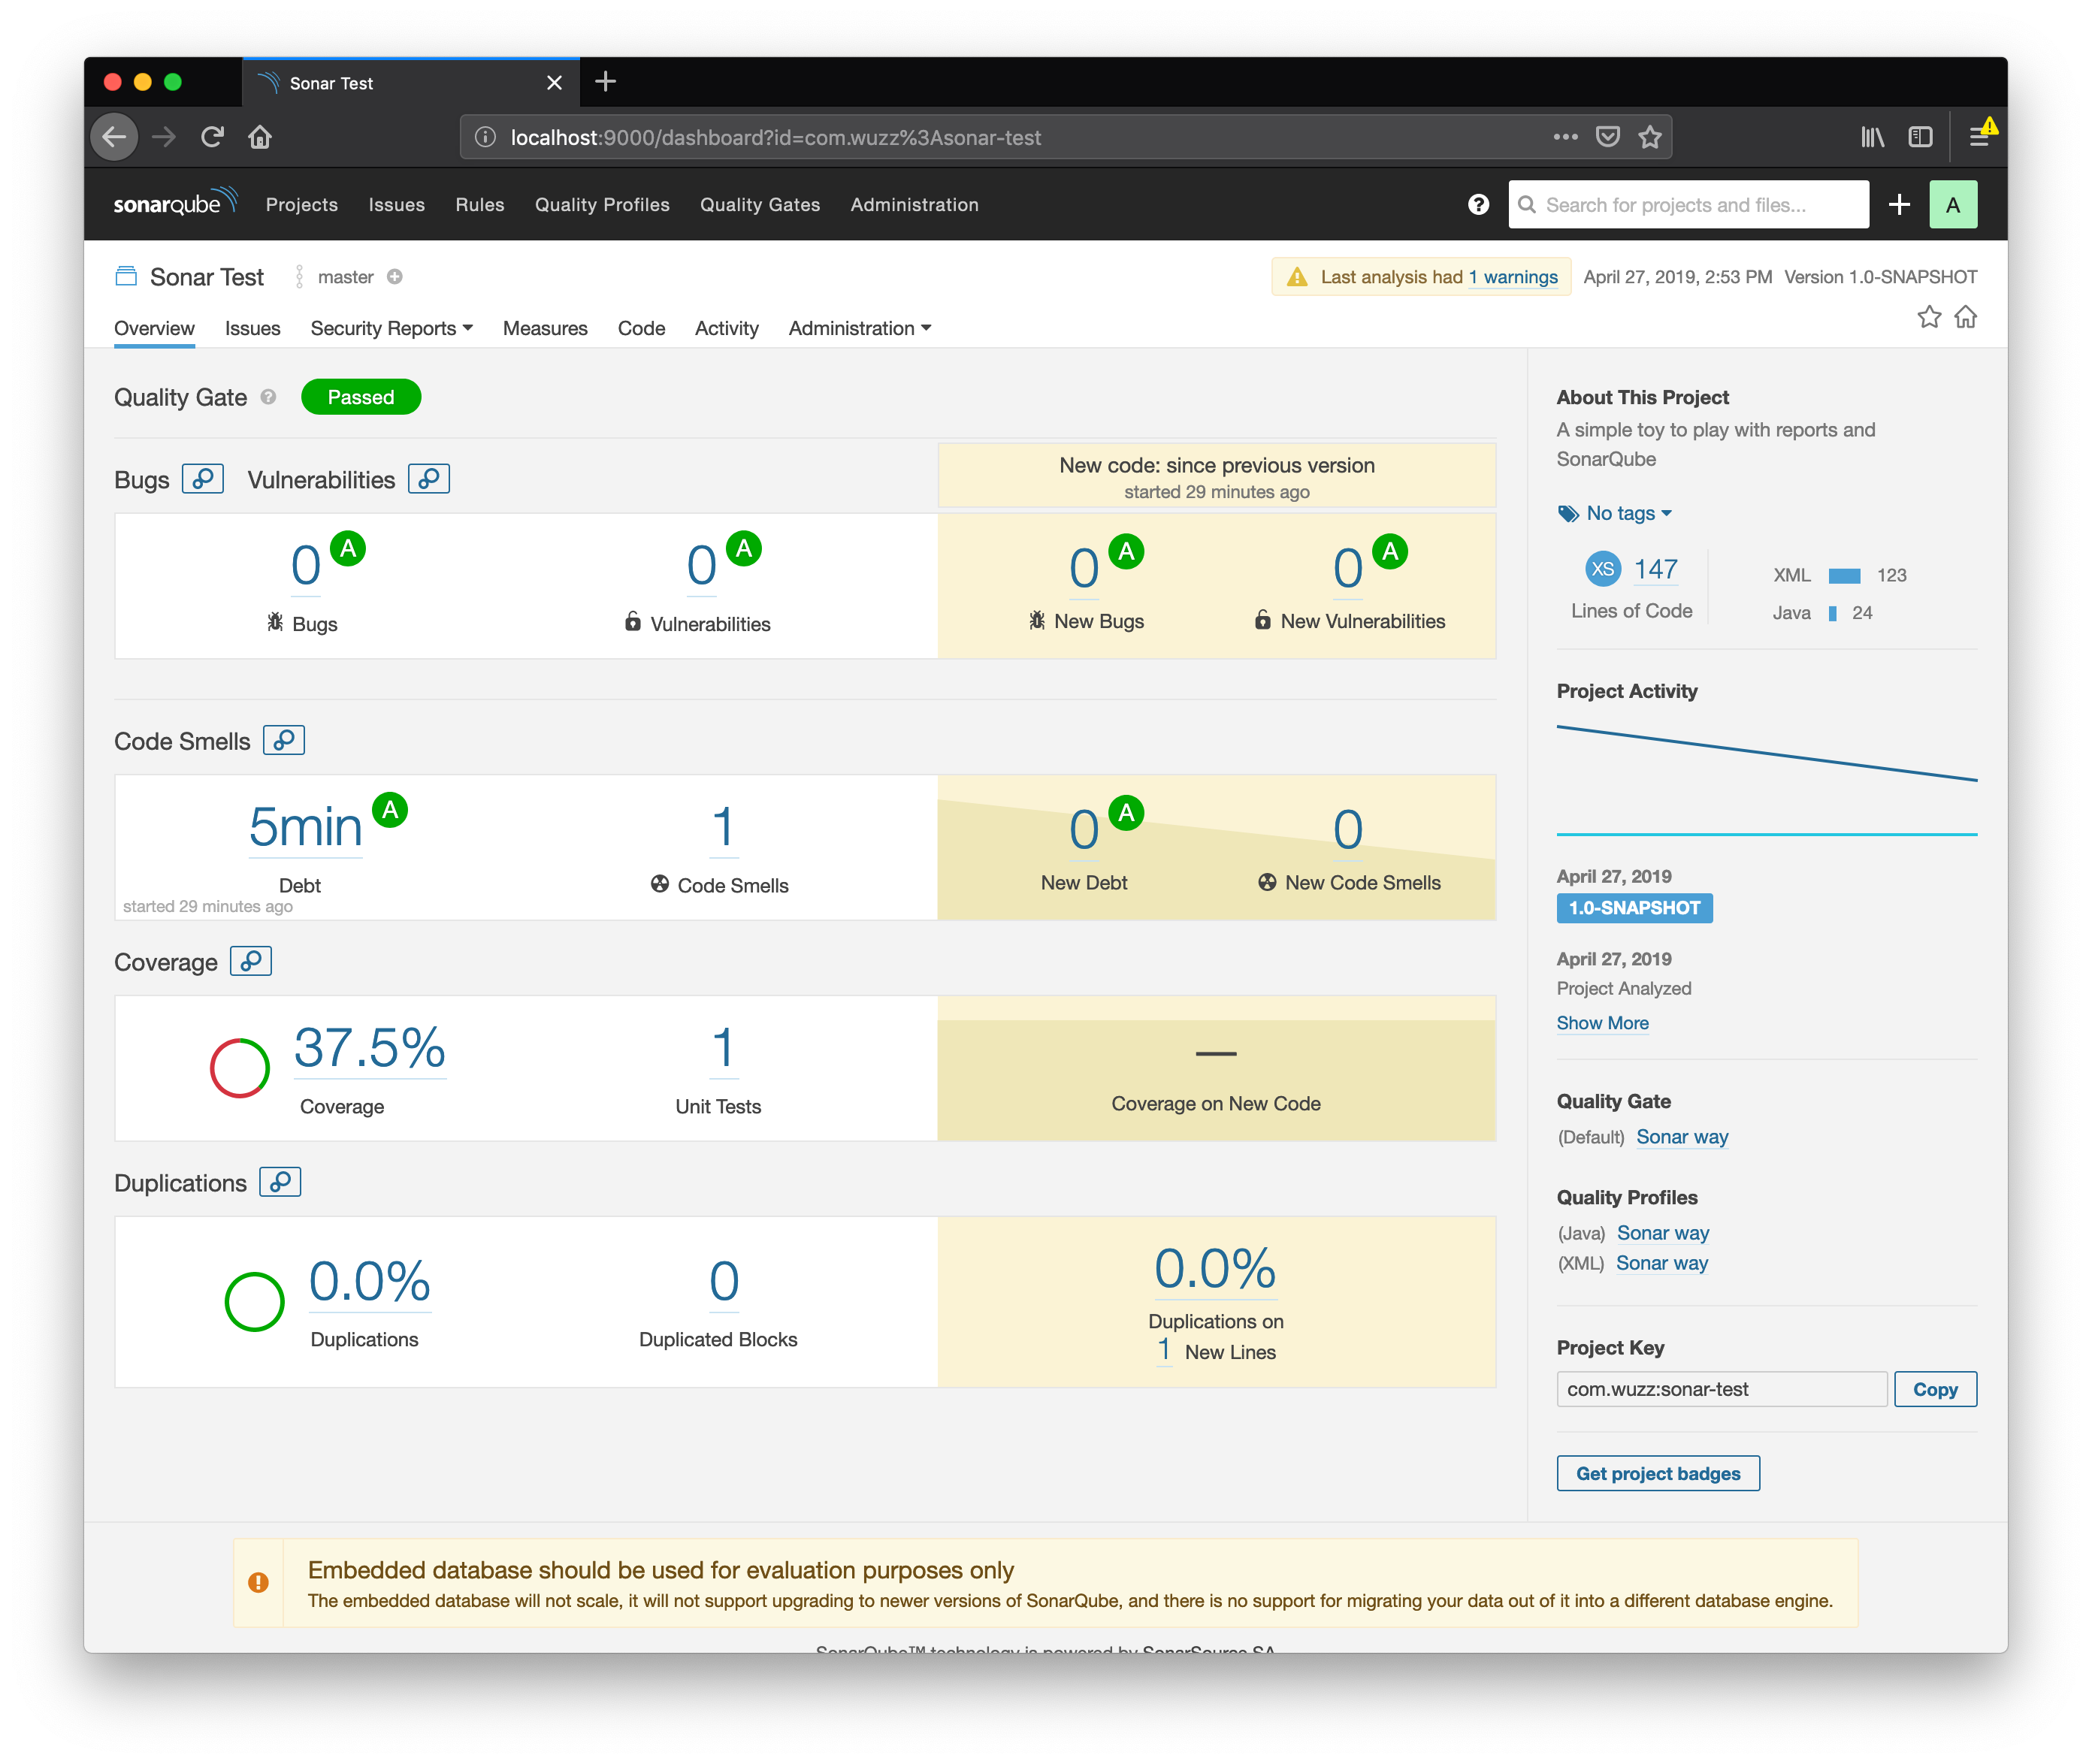 Sonar Test
localhost:9000/dashboard?id=com.wuzz%3Asonar-test
sonarqube Projects Issues Rules Quality Profiles Quality Gates Administration Search for projects and files... A
Sonar Test master Last analysis had 1 warnings April 27, 2019, 2:53 PM Version 1.0-SNAPSHOT
Overview Issues Security Reports Measures Code Activity Administration
Quality Gate Passed
Bugs Vulnerabilities
New code: since previous version
started 29 minutes ago
0 A 0 A 0 A 0 A
Bugs Vulnerabilities New Bugs New Vulnerabilities
Code Smells
5min A 1 0 A 0
Debt Code Smells New Debt New Code Smells
started 29 minutes ago
Coverage
37.5% 1 —
Coverage Unit Tests Coverage on New Code
Duplications
0.0% 0 0.0%
Duplications Duplicated Blocks Duplications on
1 New Lines
About This Project
A simple toy to play with reports and
SonarQube
No tags
XS 147 XML 123
Lines of Code Java 24
Project Activity
April 27, 2019
1.0-SNAPSHOT
April 27, 2019
Project Analyzed
Show More
Quality Gate
(Default) Sonar way
Quality Profiles
(Java) Sonar way
(XML) Sonar way
Project Key
com.wuzz:sonar-test Copy
Get project badges
Embedded database should be used for evaluation purposes only
The embedded database will not scale, it will not support upgrading to newer versions of SonarQube, and there is no support for migrating your data out of it into a different database engine.
SonarQube™ technology is powered by SonarSource SA